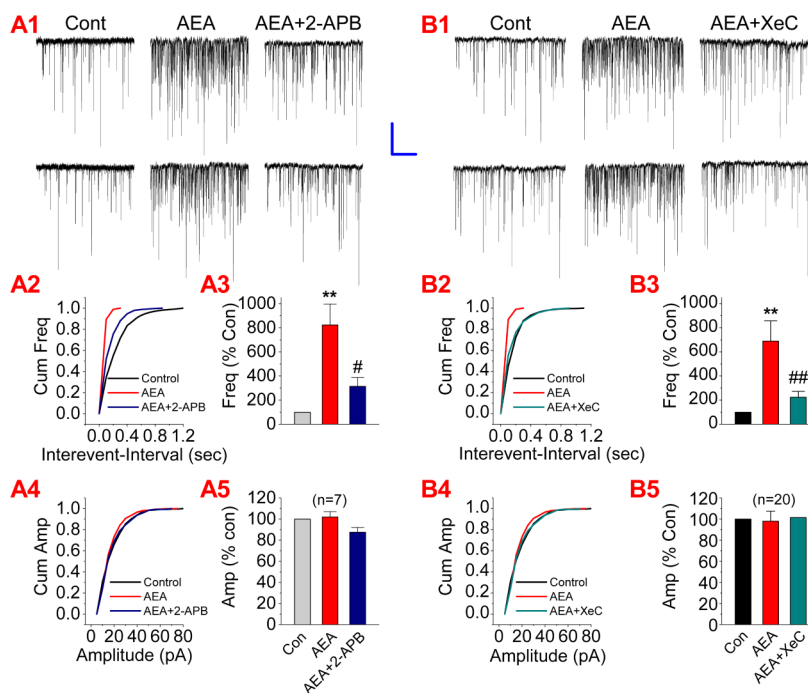 A1 Cont AEA AEA+2-APB
B1 Cont AEA AEA+XeC
A2
Cum Freq
1.0
0.8
0.6
0.4
0.2
0.0
Control
AEA
AEA+2-APB
0.0 0.4 0.8 1.2
Interevent-Interval (sec)
A3
Freq (% Con)
1000
800
600
400
200
0
**
#
B2
Cum Freq
1.0
0.8
0.6
0.4
0.2
0.0
Control
AEA
AEA+XeC
0.0 0.4 0.8 1.2
Interevent-Interval (sec)
B3
Freq (% Con)
1000
800
600
400
200
0
**
##
A4
Cum Amp
1.0
0.8
0.6
0.4
0.2
0.0
Control
AEA
AEA+2-APB
0 20 40 60 80
Amplitude (pA)
A5
Amp (% con)
120
100
80
60
40
20
0
(n=7)
Con AEA AEA+2-APB
B4
Cum Amp
1.0
0.8
0.6
0.4
0.2
0.0
Control
AEA
AEA+XeC
0 20 40 60 80
Amplitude (pA)
B5
Amp (% Con)
120
100
80
60
40
20
0
(n=20)
Con AEA AEA+XeC